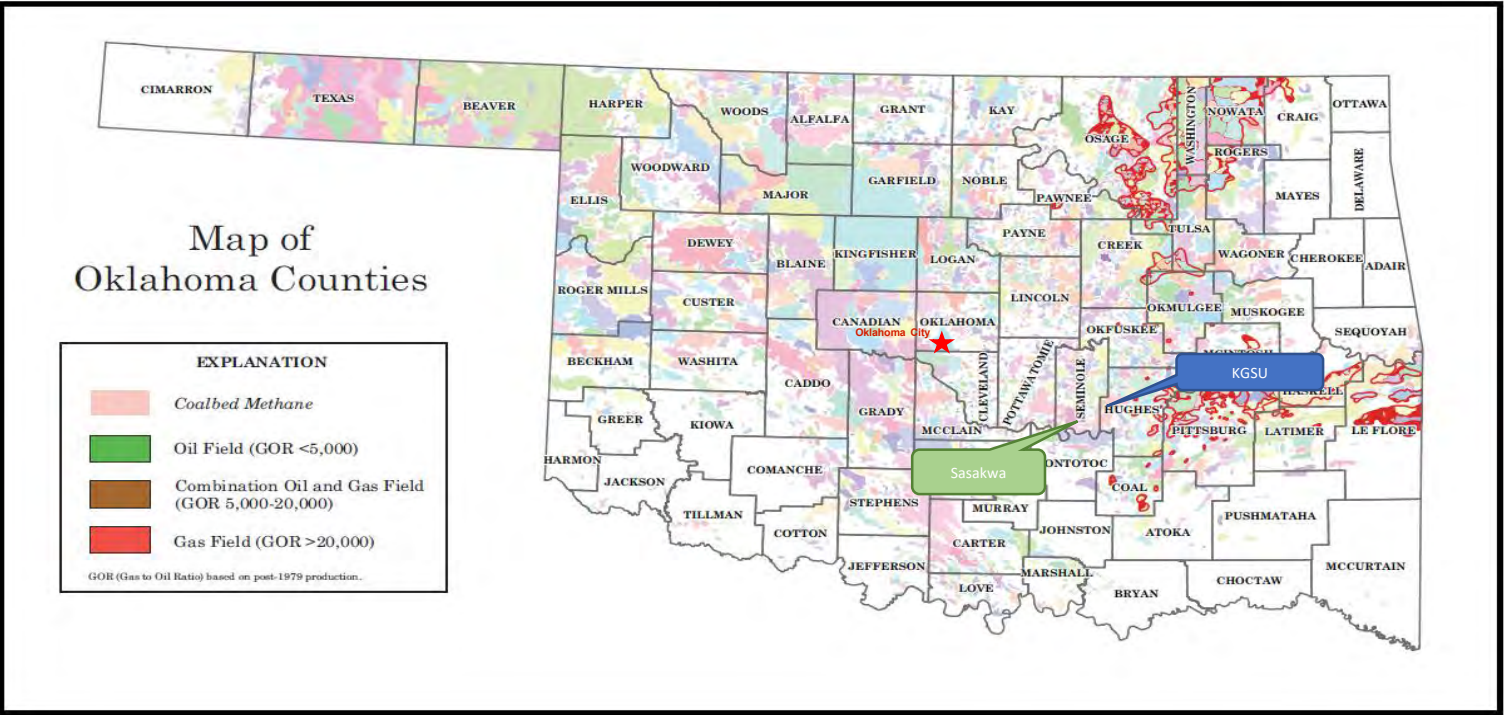 CIMARRON
TEXAS
BEAVER
HARPER
WOODS
ALFALFA
GRANT
KAY
OSAGE
WASHINGTON
NOWATA
CRAIG
OTTAWA
WOODWARD
ROGERS
ELLIS
MAJOR
GARFIELD
NOBLE
PAWNEE
MAYES
DELAWARE
Map of
Oklahoma Counties
DEWEY
BLAINE
KINGFISHER
LOGAN
PAYNE
CREEK
TULSA
WAGONER
CHEROKEE
ADAIR
ROGER MILLS
CUSTER
LINCOLN
OKMULGEE
MUSKOGEE
CANADIAN
OKLAHOMA
Oklahoma City
OKFUSKEE
SEQUOYAH
BECKHAM
WASHITA
CADDO
CLEVELAND
POTTAWATOMIE
SEMINOLE
KGSU
HASKELL
GREER
KIOWA
GRADY
MCCLAIN
HUGHES
PITTSBURG
LATIMER
LE FLORE
HARMON
JACKSON
COMANCHE
Sasakwa
COAL
TILLMAN
COTTON
STEPHENS
MURRAY
JOHNSTON
ATOKA
PUSHMATAHA
JEFFERSON
CARTER
LOVE
MARSHALL
BRYAN
CHOCTAW
MCCURTAIN
EXPLANATION
Coalbed Methane
Oil Field (GOR <5,000)
Combination Oil and Gas Field
(GOR 5,000-20,000)
Gas Field (GOR >20,000)
GOR (Gas to Oil Ratio) based on post-1979 production.